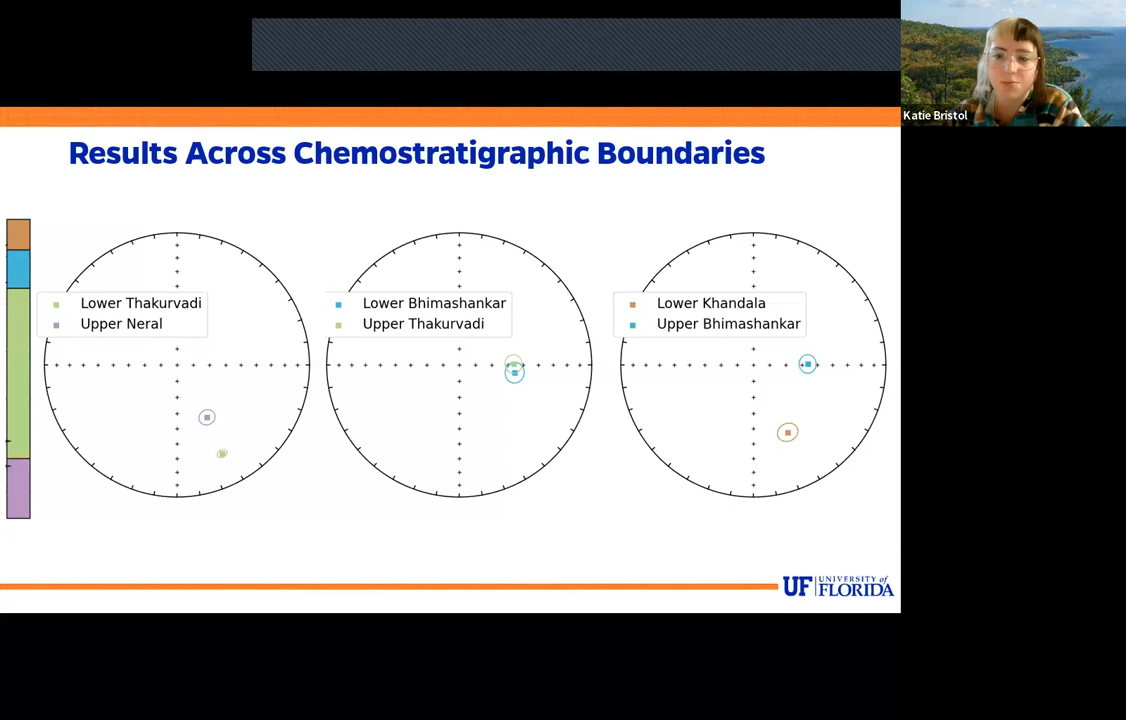 Katie Bristol
Results Across Chemostratigraphic Boundaries
Lower Thakurvadi
Upper Neral
Lower Bhimashankar
Upper Thakurvadi
Lower Khandala
Upper Bhimashankar
UF UNIVERSITY of
FLORIDA